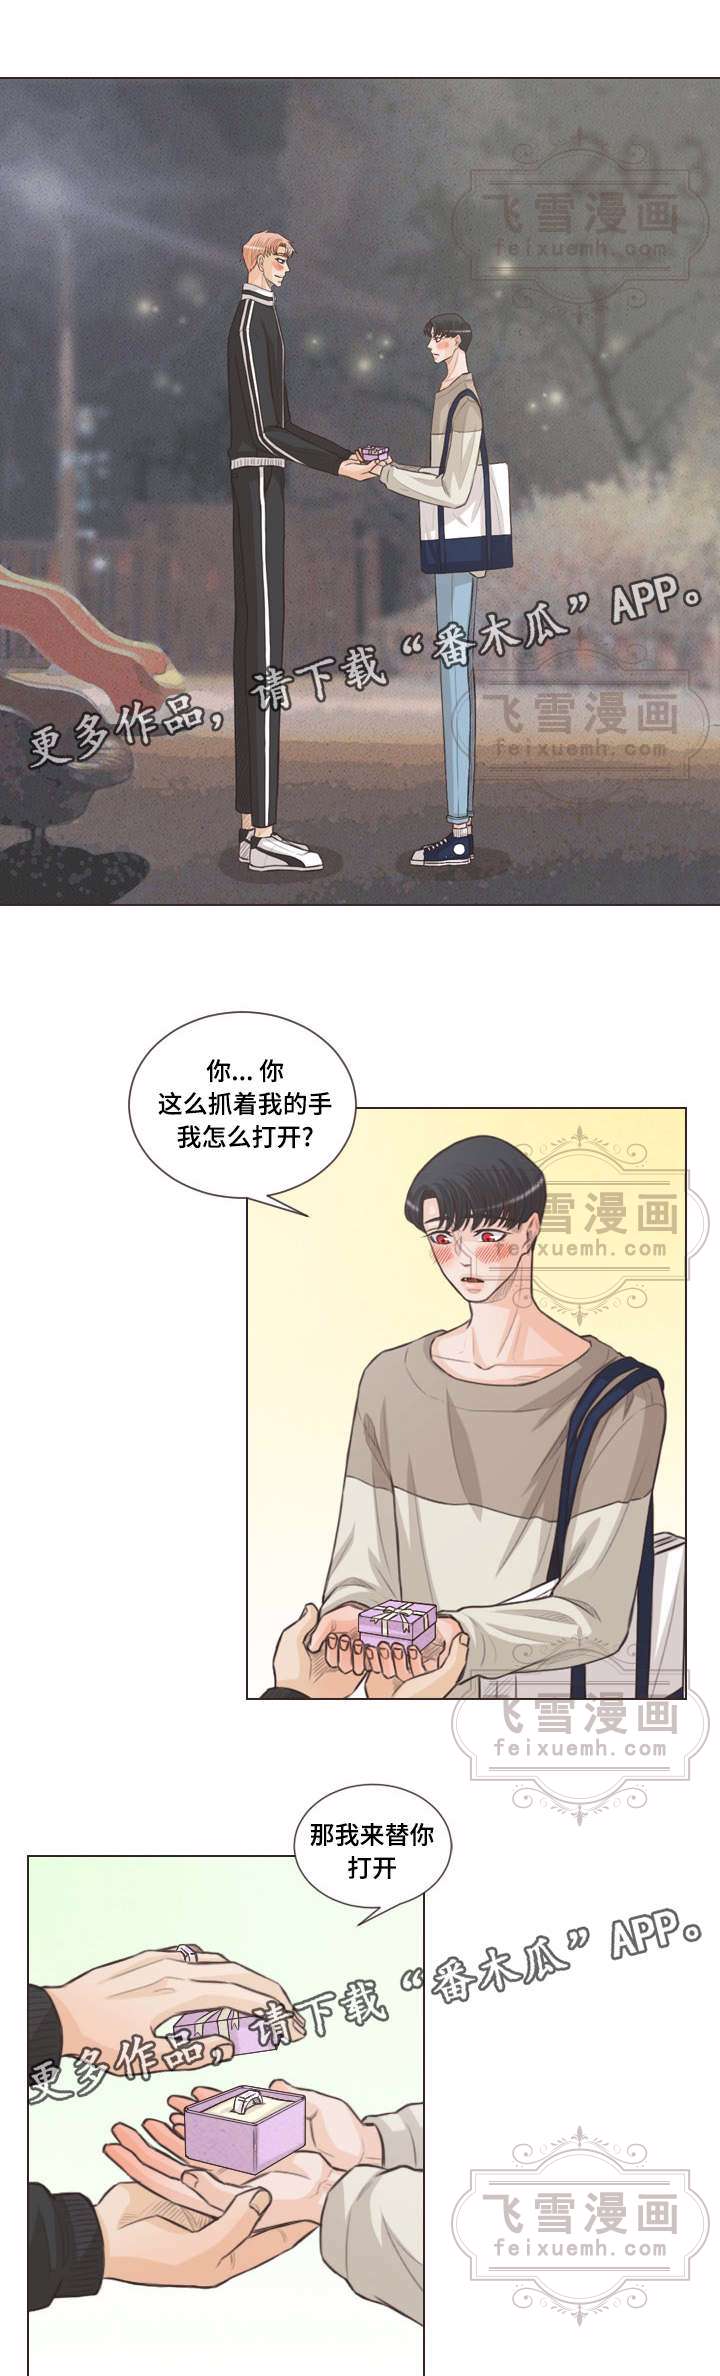 飞雪漫画
feixuemh.com
更多作品，请下载“番木瓜”APP。
飞雪漫画
feixuemh.com
你... 你
这么抓着我的手
我怎么打开?
飞雪漫画
feixuemh.com
飞雪漫画
feixuemh.com
那我来替你
打开
更多作品，请下载“番木瓜”APP。
飞雪漫画
feixuemh.com